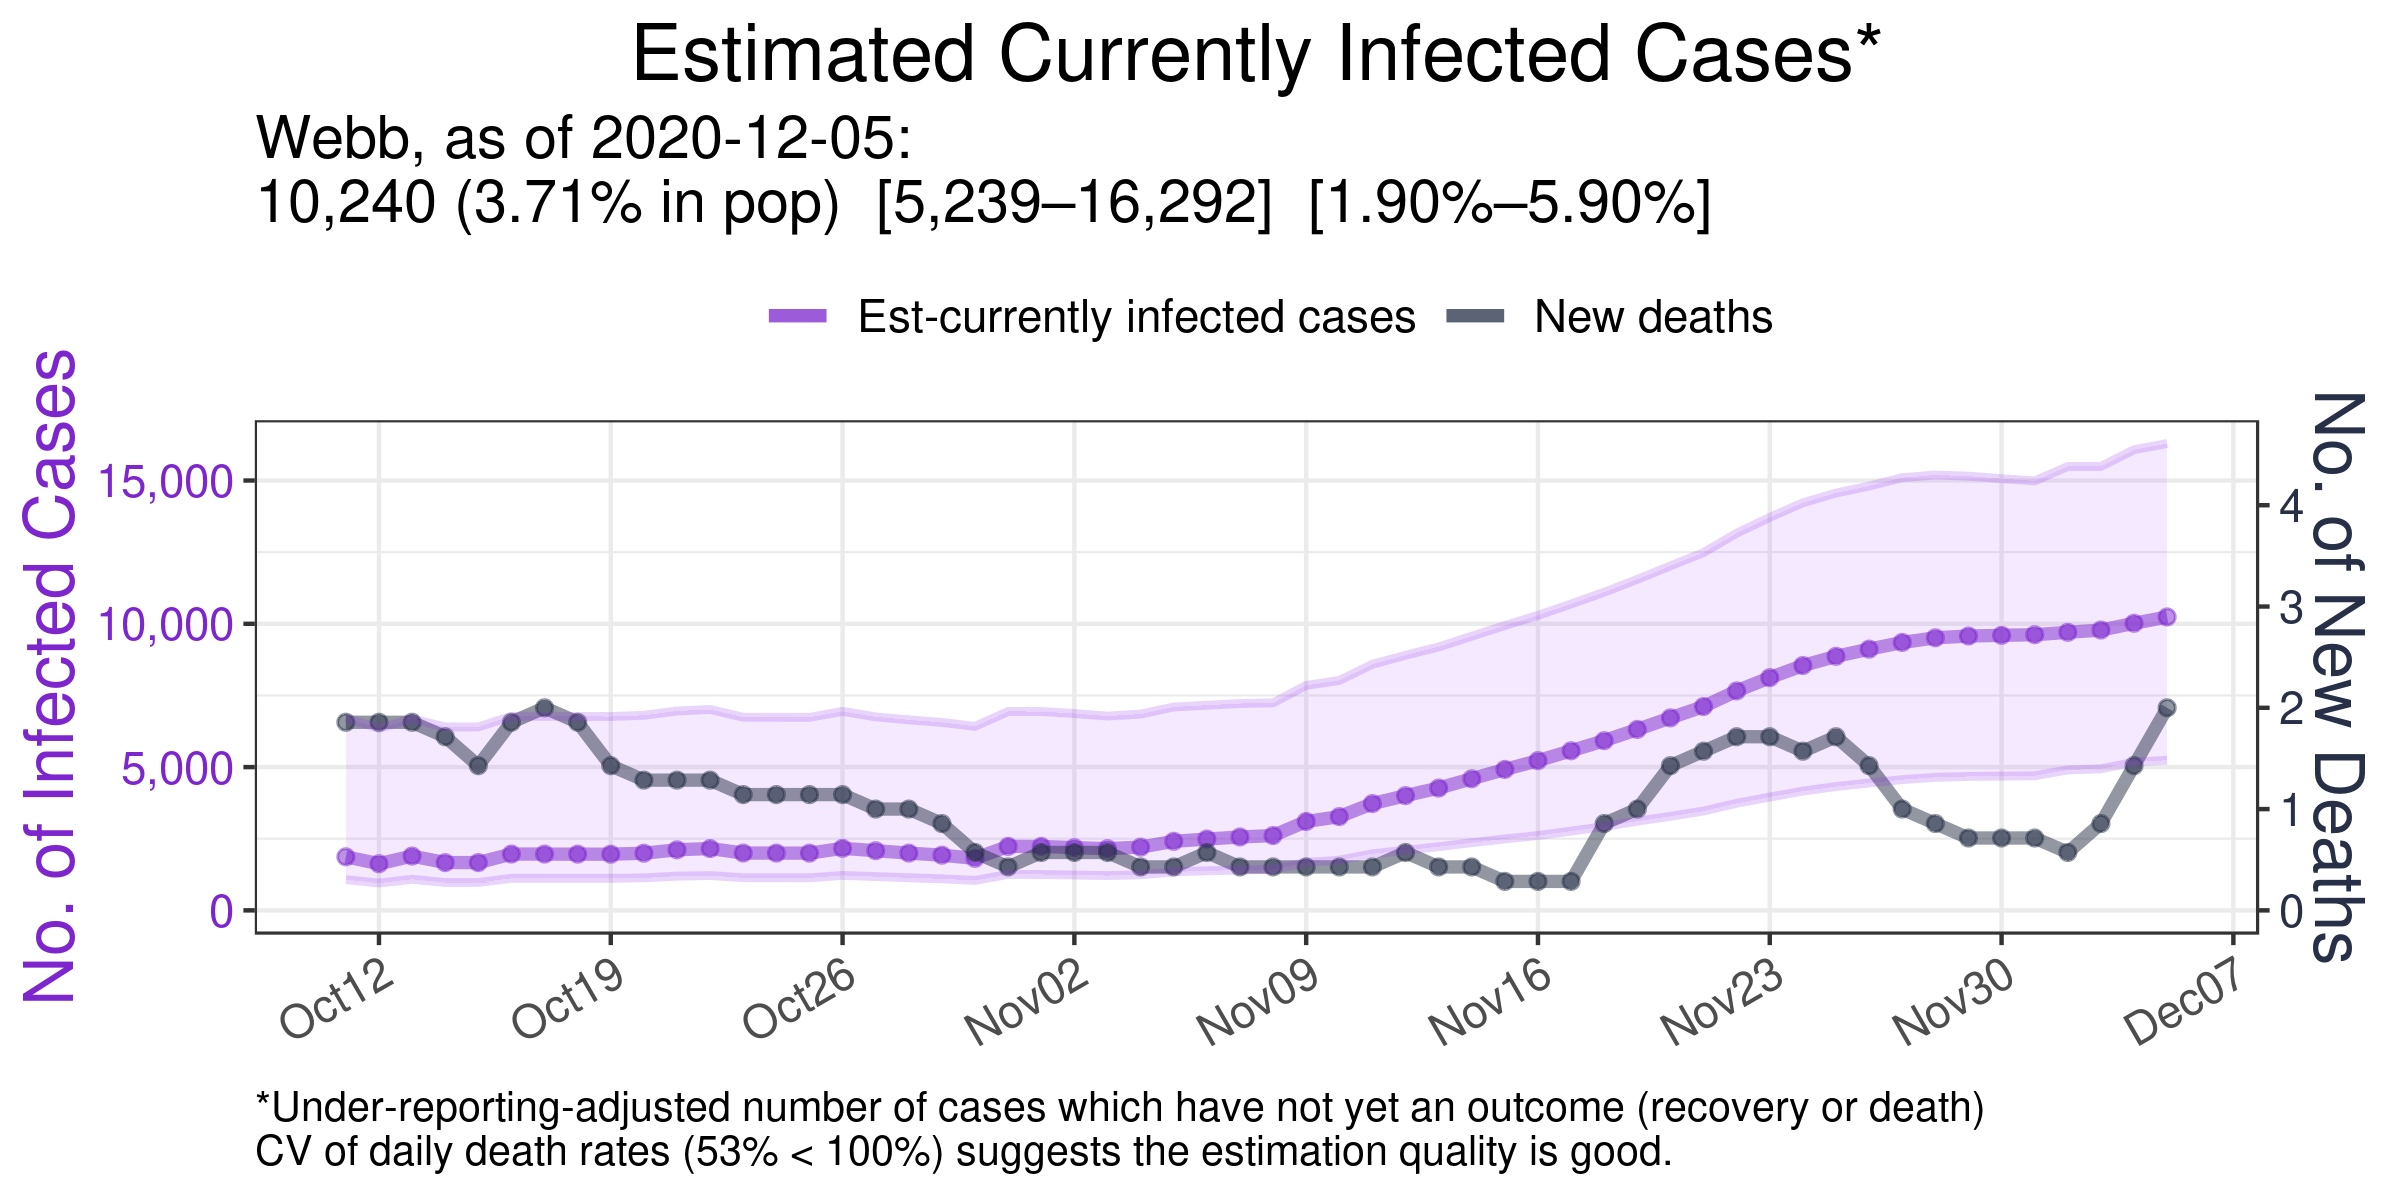 Estimated Currently Infected Cases*
Webb, as of 2020-12-05:
10,240 (3.71% in pop)  [5,239–16,292]  [1.90%–5.90%]
Est-currently infected cases
New deaths
No. of Infected Cases
15,000
10,000
5,000
0
4
3
2
1
0
No. of New Deaths
Oct12
Oct19
Oct26
Nov02
Nov09
Nov16
Nov23
Nov30
Dec07
*Under-reporting-adjusted number of cases which have not yet an outcome (recovery or death)
CV of daily death rates (53% < 100%) suggests the estimation quality is good.